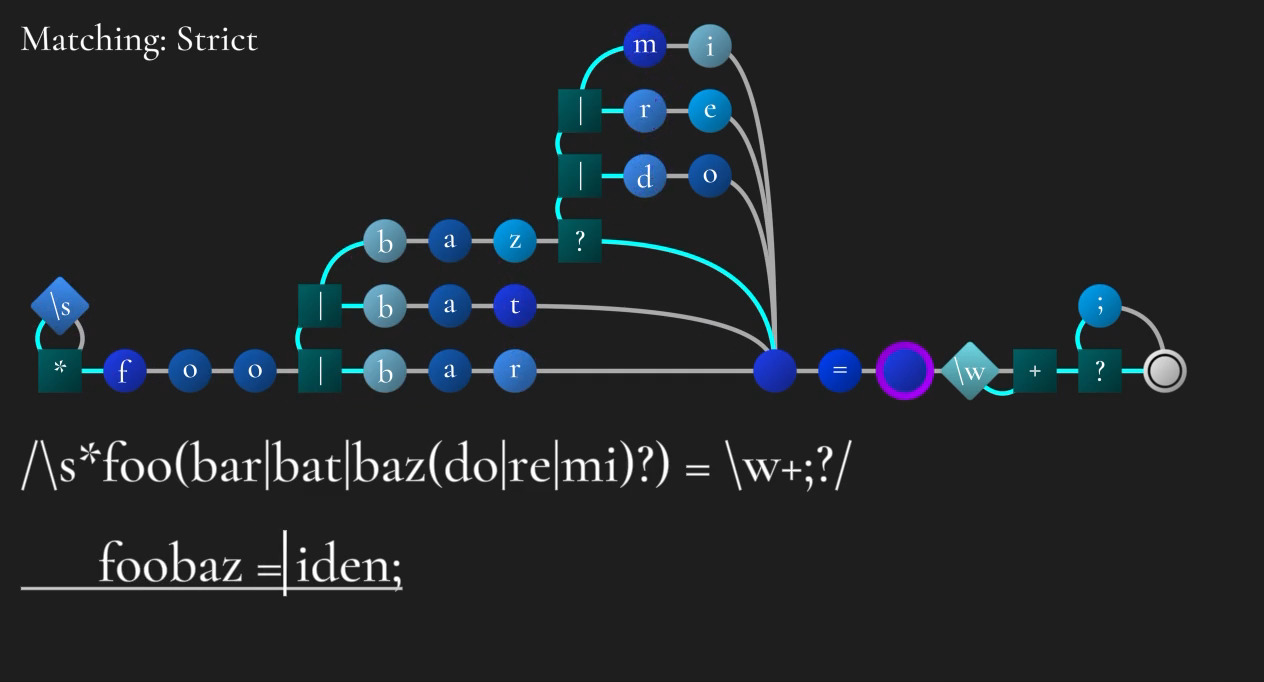 Matching: Strict
m i
| r e
| d o
b a z ?
\s | b a t ;
* f o o | b a r = \w + ?
/\s*foo(bar|bat|baz(do|re|mi)?) = \w+;?/
foobaz = iden;